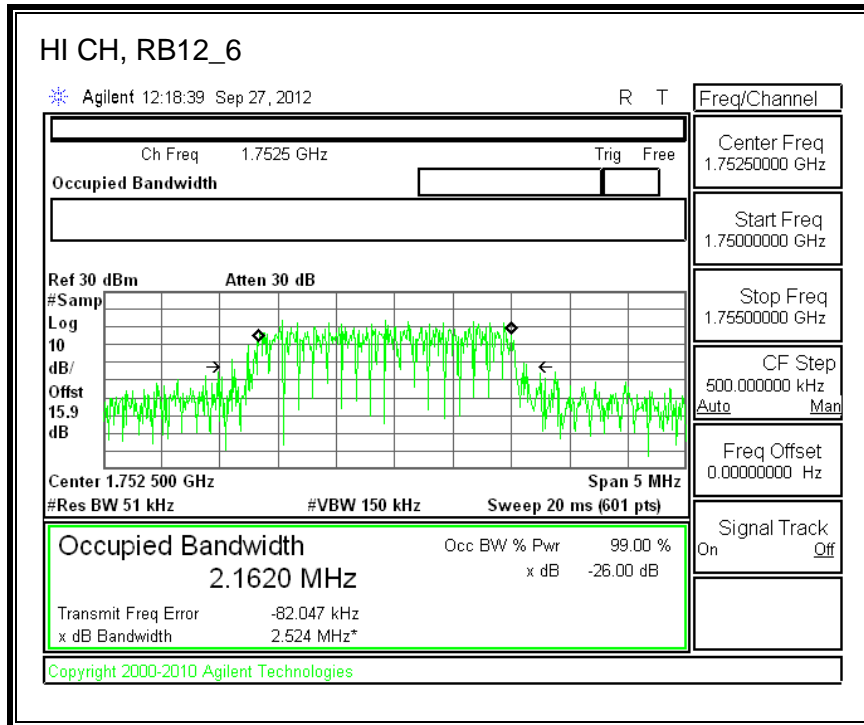 HI CH, RB12_6
Agilent 12:18:39 Sep 27, 2012 R T
Ch Freq 1.7525 GHz Trig Free
Occupied Bandwidth
Ref 30 dBm Atten 30 dB
#Samp
Log
10
dB/
Offst
15.9
dB
Center 1.752 500 GHz Span 5 MHz
#Res BW 51 kHz #VBW 150 kHz Sweep 20 ms (601 pts)
Occupied Bandwidth Occ BW % Pwr 99.00 %
2.1620 MHz x dB -26.00 dB
Transmit Freq Error -82.047 kHz
x dB Bandwidth 2.524 MHz*
Copyright 2000-2010 Agilent Technologies
Freq/Channel
Center Freq
1.75250000 GHz
Start Freq
1.75000000 GHz
Stop Freq
1.75500000 GHz
CF Step
500.000000 kHz
Auto Man
Freq Offset
0.00000000 Hz
Signal Track
On Off